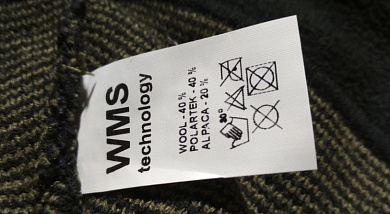 WMS
technology
WOOL - 40 %
POLARTEK - 40 %
ALPACA - 20 %
30°